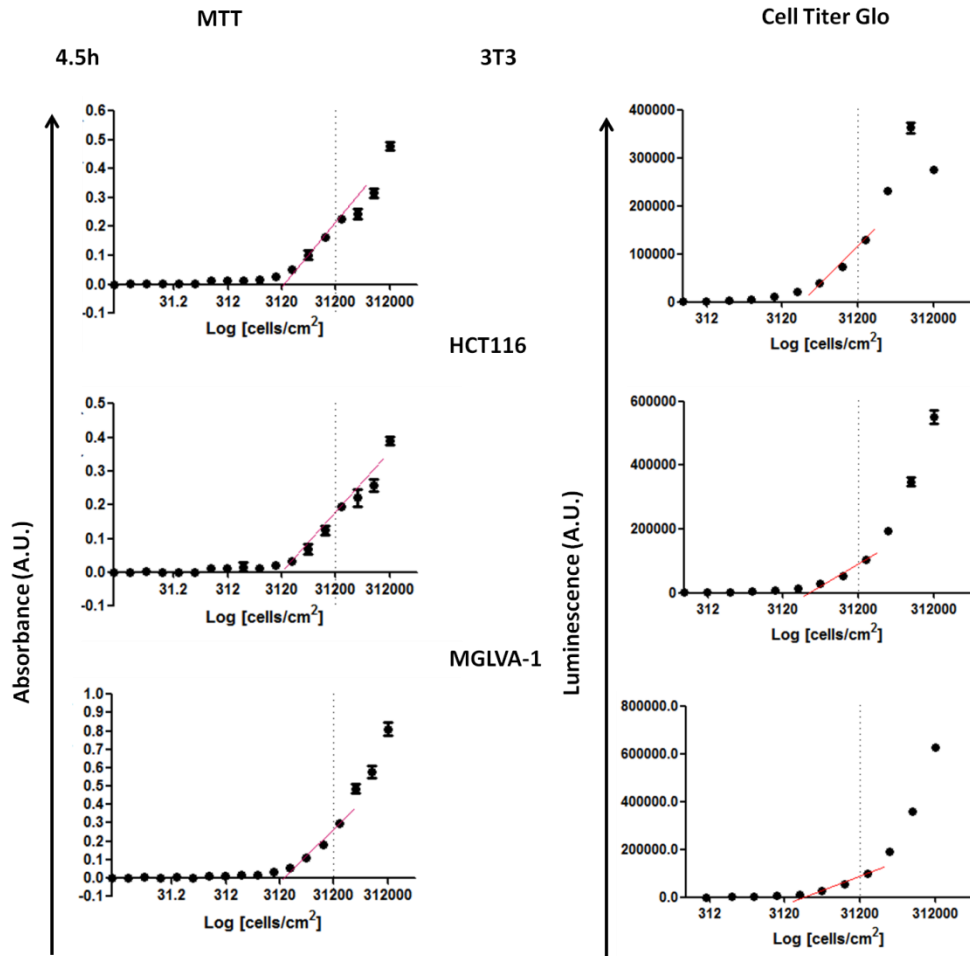 MTT
Cell Titer Glo
4.5h
3T3
0.6
0.5
0.4
0.3
0.2
0.1
0.0
-0.1
31.2 312 3120 31200 312000
Log [cells/cm2]
400000
300000
200000
100000
0
312 3120 31200 312000
Log [cells/cm2]
HCT116
0.5
0.4
0.3
0.2
0.1
0.0
-0.1
31.2 312 3120 31200 312000
Log [cells/cm2]
600000
400000
200000
0
312 3120 31200 312000
Log [cells/cm2]
MGLVA-1
1.0
0.9
0.8
0.7
0.6
0.5
0.4
0.3
0.2
0.1
0.0
-0.1
31.2 312 3120 31200 312000
Log [cells/cm2]
800000.0
600000.0
400000.0
200000.0
0.0
312 3120 31200 312000
Log [cells/cm2]
Absorbance (A.U.)
Luminescence (A.U.)